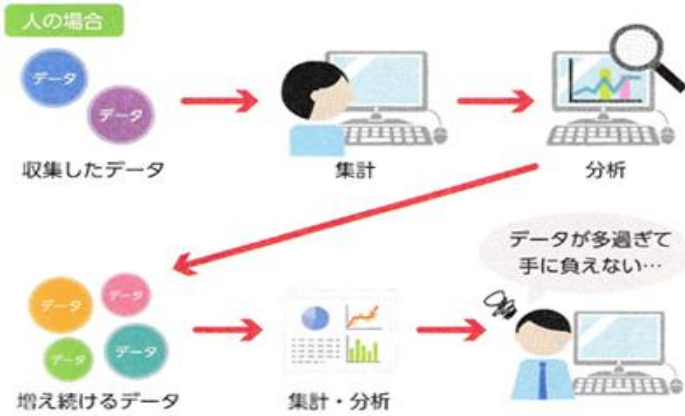 人の場合
データ
データ
収集したデータ
集計
分析
データが多過ぎて
手に負えない…
データ
データ
データ
データ
増え続けるデータ
集計・分析